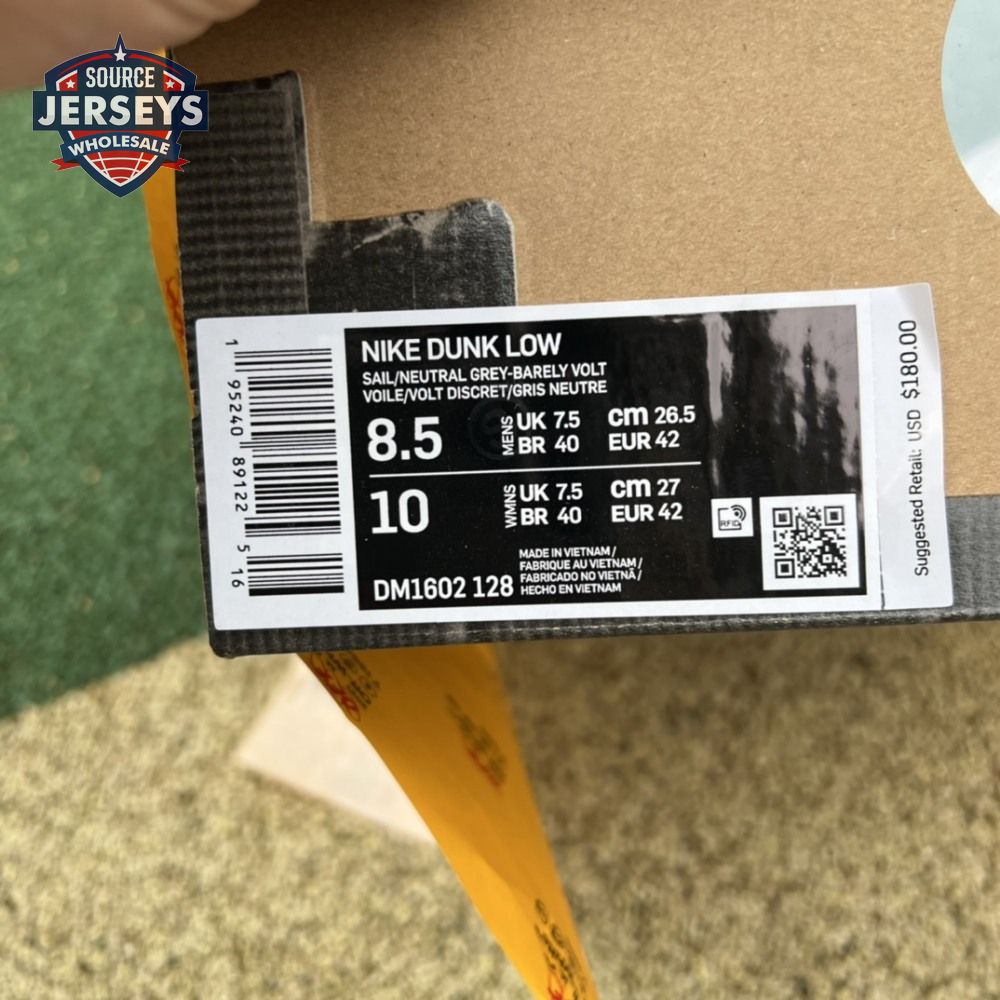 SOURCE
JERSEYS
WHOLESALE
NIKE DUNK LOW
SAIL/NEUTRAL GREY-BARELY VOLT
VOILE/VOLT DISCRET/GRIS NEUTRE
8.5 MENS UK 7.5 cm 26.5
BR 40 EUR 42
10 WMNS UK 7.5 cm 27
BR 40 EUR 42
RFID
MADE IN VIETNAM /
FABRIQUE AU VIETNAM /
FABRICADO NO VIETNÃ /
HECHO EN VIETNAM
DM1602 128
1 95240 89122 5 16
Suggested Retail: USD $180.00